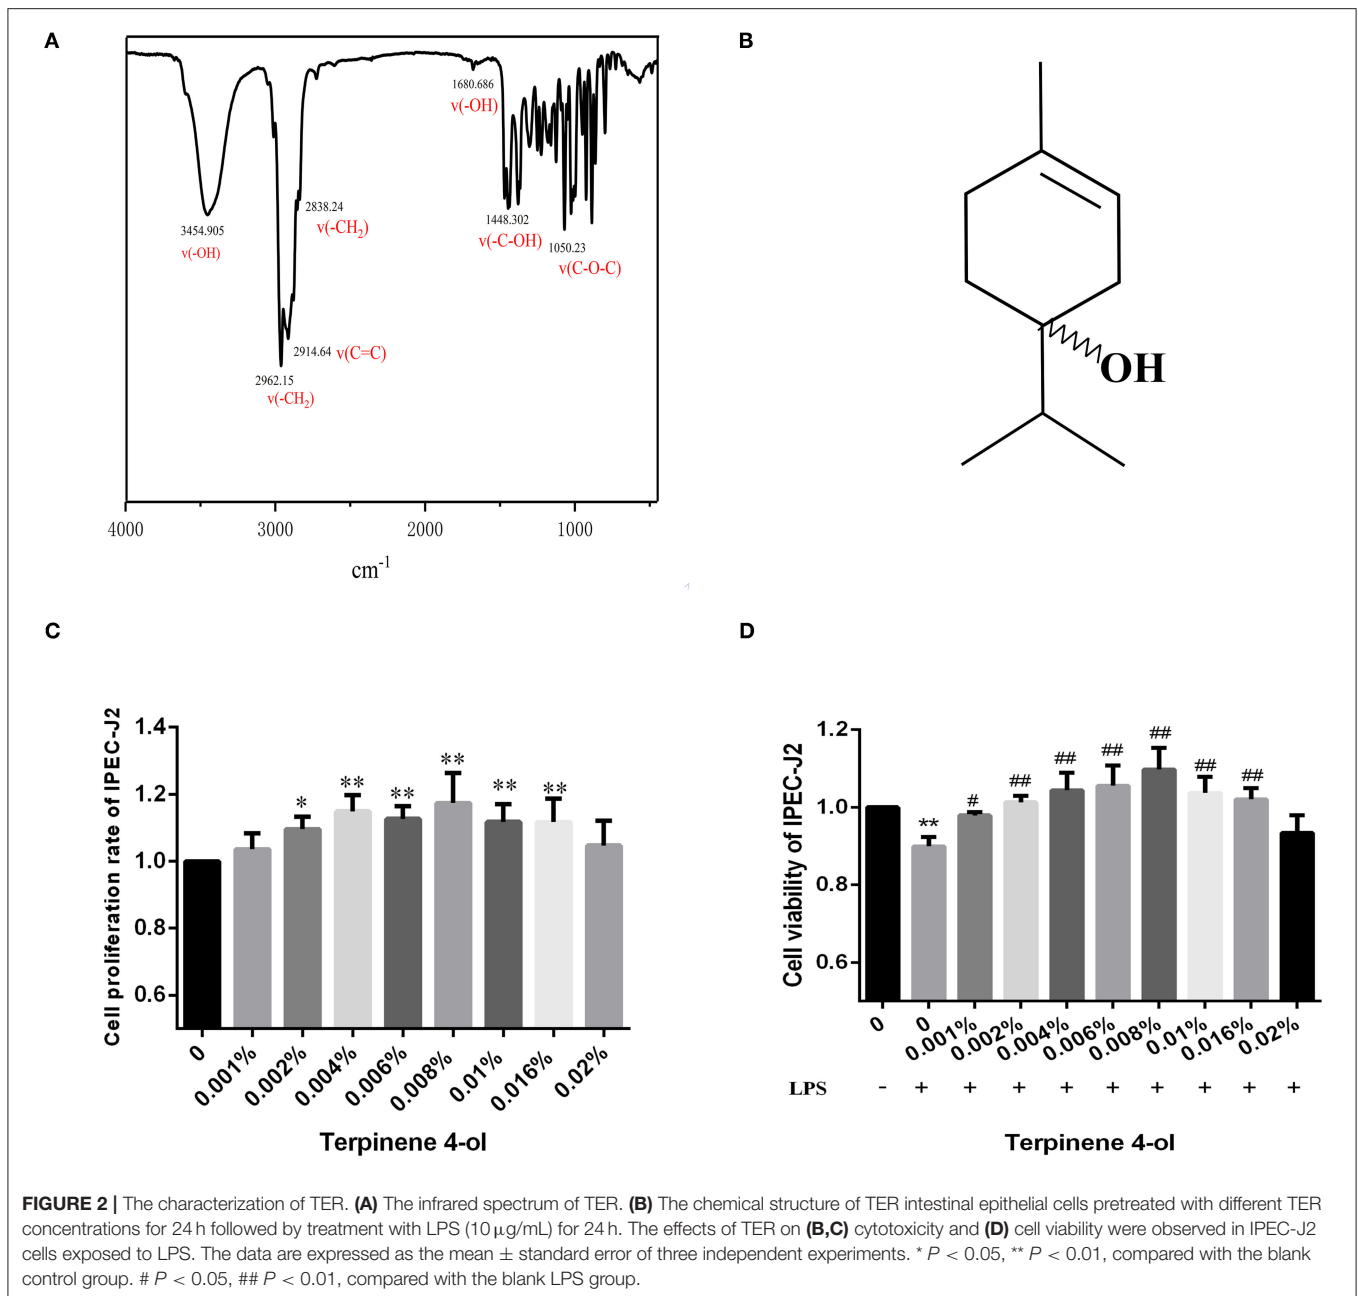 A
3454.905
ν(-OH)
2838.24
ν(-CH2)
2914.64 ν(C=C)
2962.15
ν(-CH2)
1680.686
ν(-OH)
1448.302
ν(-C-OH)
1050.23
ν(C-O-C)
4000 3000 2000 1000
cm-1
B
OH
C
Cell proliferation rate of IPEC-J2
1.4
1.2
1.0
0.8
0.6
* ** ** ** ** **
0 0.001% 0.002% 0.004% 0.006% 0.008% 0.01% 0.016% 0.02%
Terpinene 4-ol
D
Cell viability of IPEC-J2
1.2
1.0
0.8
0.6
** # ## ## ## ## ## ##
0 0 0.001% 0.002% 0.004% 0.006% 0.008% 0.01% 0.016% 0.02%
LPS - + + + + + + + + +
Terpinene 4-ol
FIGURE 2 | The characterization of TER. (A) The infrared spectrum of TER. (B) The chemical structure of TER intestinal epithelial cells pretreated with different TER
concentrations for 24 h followed by treatment with LPS (10 μg/mL) for 24 h. The effects of TER on (B,C) cytotoxicity and (D) cell viability were observed in IPEC-J2
cells exposed to LPS. The data are expressed as the mean ± standard error of three independent experiments. * P < 0.05, ** P < 0.01, compared with the blank
control group. # P < 0.05, ## P < 0.01, compared with the blank LPS group.